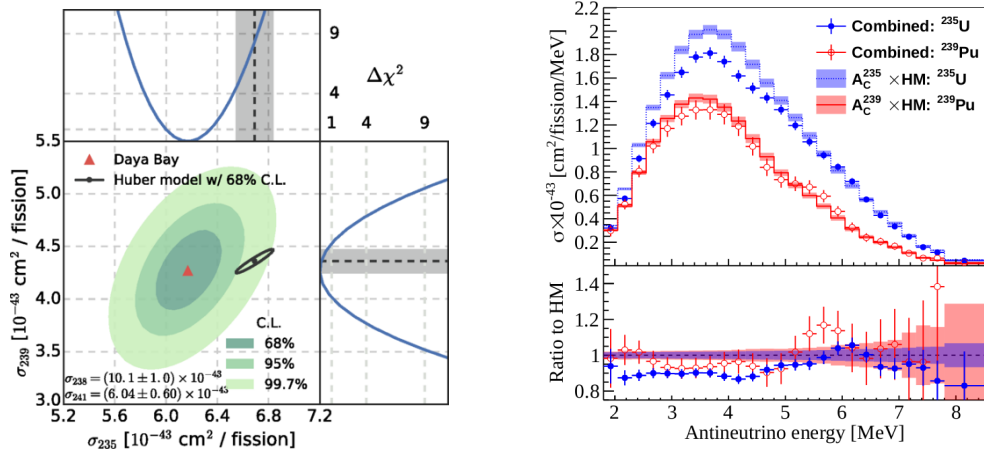 9
4
1
Δχ²
1 4 9
5.5
5.0
4.5
4.0
3.5
3.0
σ₂₃₉ [10⁻⁴³ cm² / fission]
Daya Bay
Huber model w/ 68% C.L.
C.L.
68%
95%
99.7%
σ₂₃₈ = (10.1 ± 1.0) × 10⁻⁴³
σ₂₄₁ = (6.04 ± 0.60) × 10⁻⁴³
5.2 5.6 6.0 6.4 6.8 7.2
σ₂₃₅ [10⁻⁴³ cm² / fission]
σ×10⁻⁴³ [cm²/fission/MeV]
2.2
2
1.8
1.6
1.4
1.2
1
0.8
0.6
0.4
0.2
Combined: ²³⁵U
Combined: ²³⁹Pu
A_C²³⁵ ×HM: ²³⁵U
A_C²³⁹ ×HM: ²³⁹Pu
Ratio to HM
1.4
1.2
1
0.8
2 3 4 5 6 7 8
Antineutrino energy [MeV]